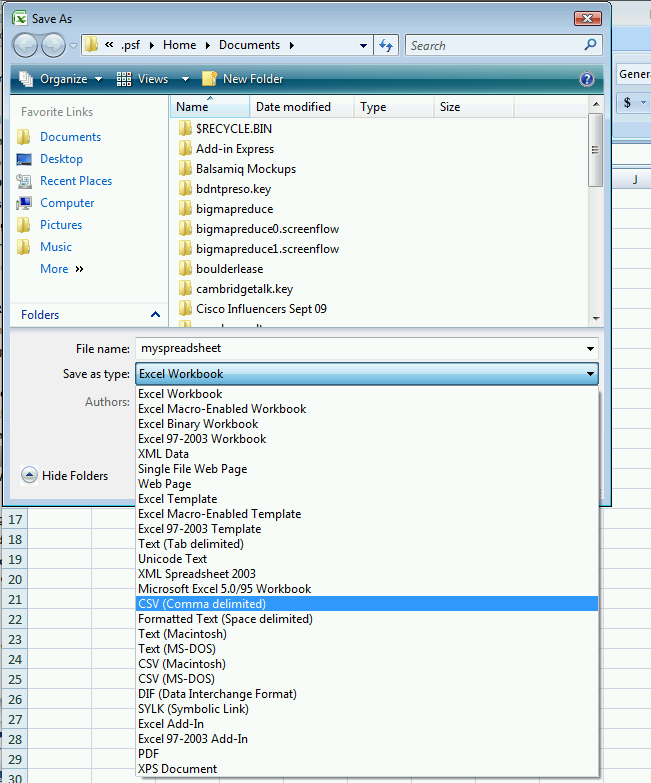 Save As
« .psf Home Documents Search
Organize Views New Folder
Favorite Links
Documents
Desktop
Recent Places
Computer
Pictures
Music
More »
Folders
Name Date modified Type Size
$RECYCLE.BIN
Add-in Express
Balsamiq Mockups
bdntpreso.key
bigmapreduce
bigmapreduce0.screenflow
bigmapreduce1.screenflow
boulderlease
cambridgetalk.key
Cisco Influencers Sept 09
File name: myspreadsheet
Save as type: Excel Workbook
Authors:
Hide Folders
Excel Workbook
Excel Macro-Enabled Workbook
Excel Binary Workbook
Excel 97-2003 Workbook
XML Data
Single File Web Page
Web Page
Excel Template
Excel Macro-Enabled Template
Excel 97-2003 Template
Text (Tab delimited)
Unicode Text
XML Spreadsheet 2003
Microsoft Excel 5.0/95 Workbook
CSV (Comma delimited)
Formatted Text (Space delimited)
Text (Macintosh)
Text (MS-DOS)
CSV (Macintosh)
CSV (MS-DOS)
DIF (Data Interchange Format)
SYLK (Symbolic Link)
Excel Add-In
Excel 97-2003 Add-In
PDF
XPS Document
Genera
$
J
17
18
19
20
21
22
23
24
25
26
27
28
29
30